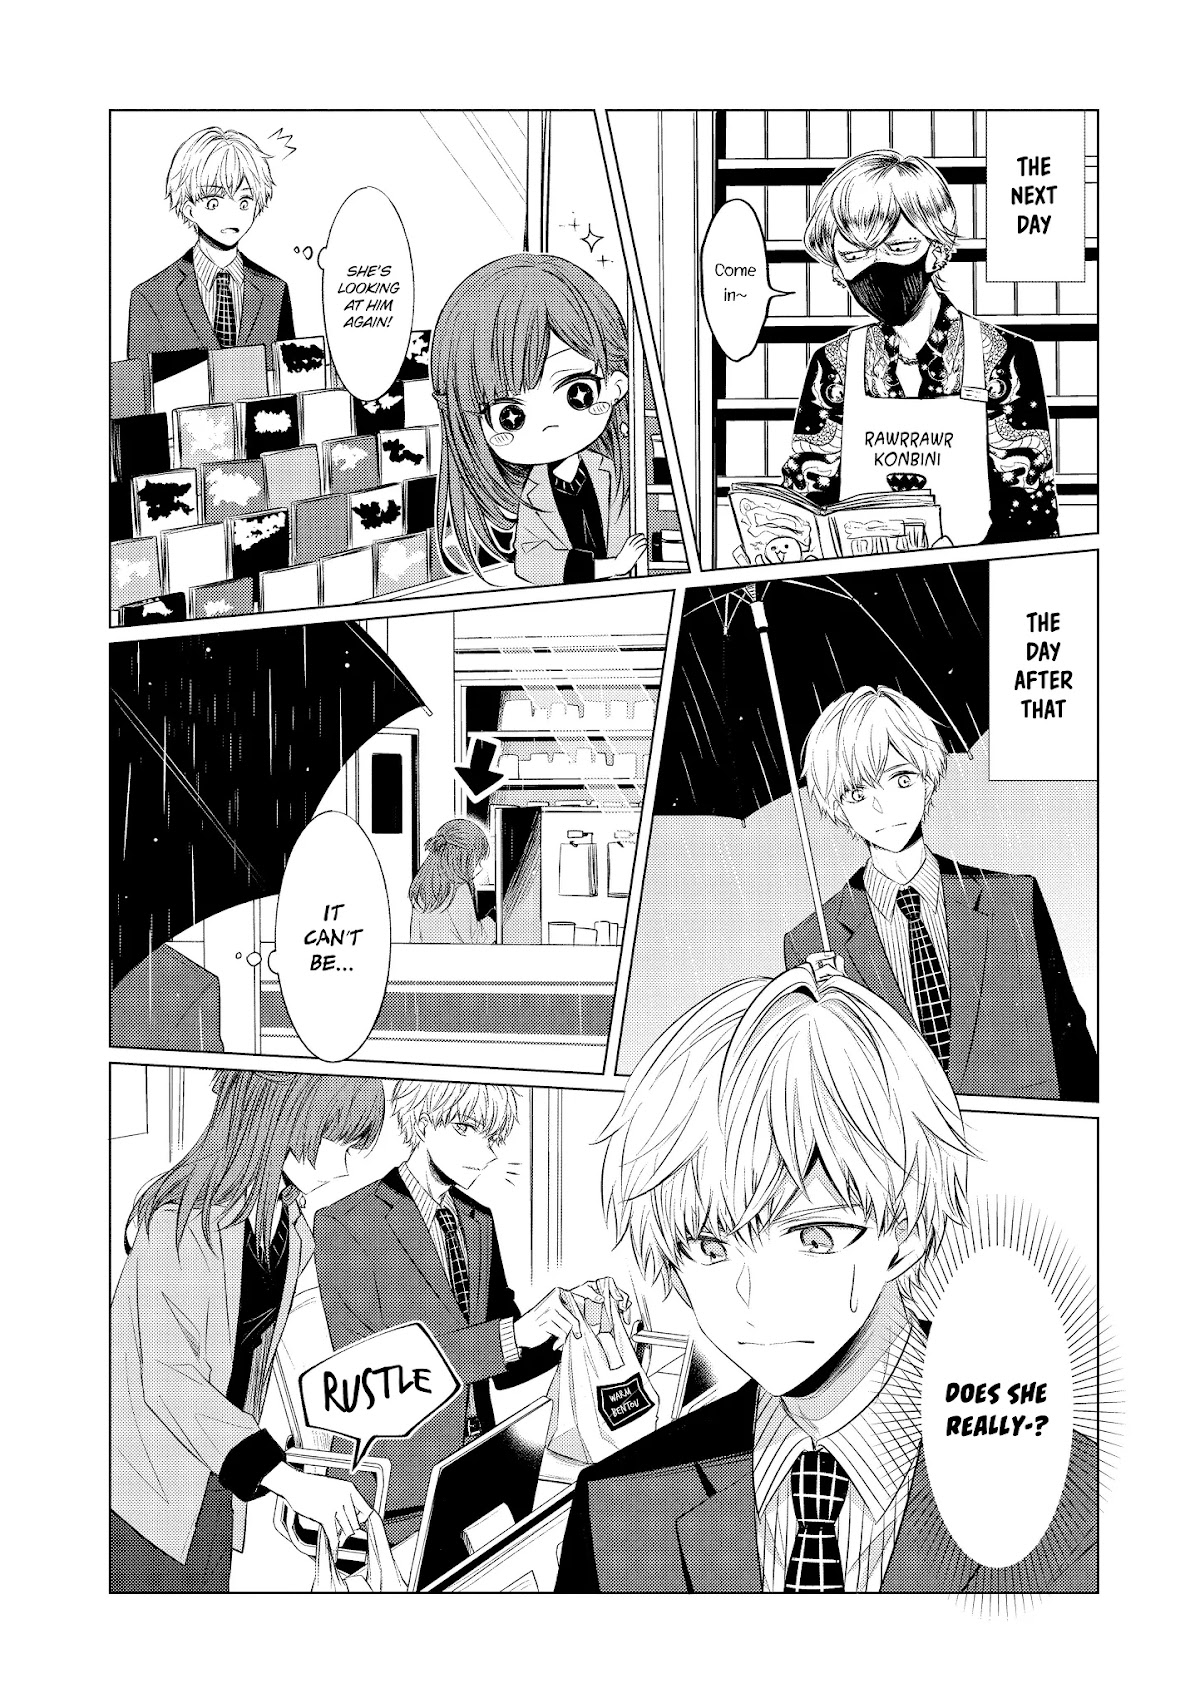 THE
NEXT
DAY
Come
in~
RAWRRAWR
KONBINI
SHE'S
LOOKING
AT HIM
AGAIN!
THE
DAY
AFTER
THAT
IT
CAN'T
BE...
RUSTLE
WARM
BENTOU
DOES SHE
REALLY-?